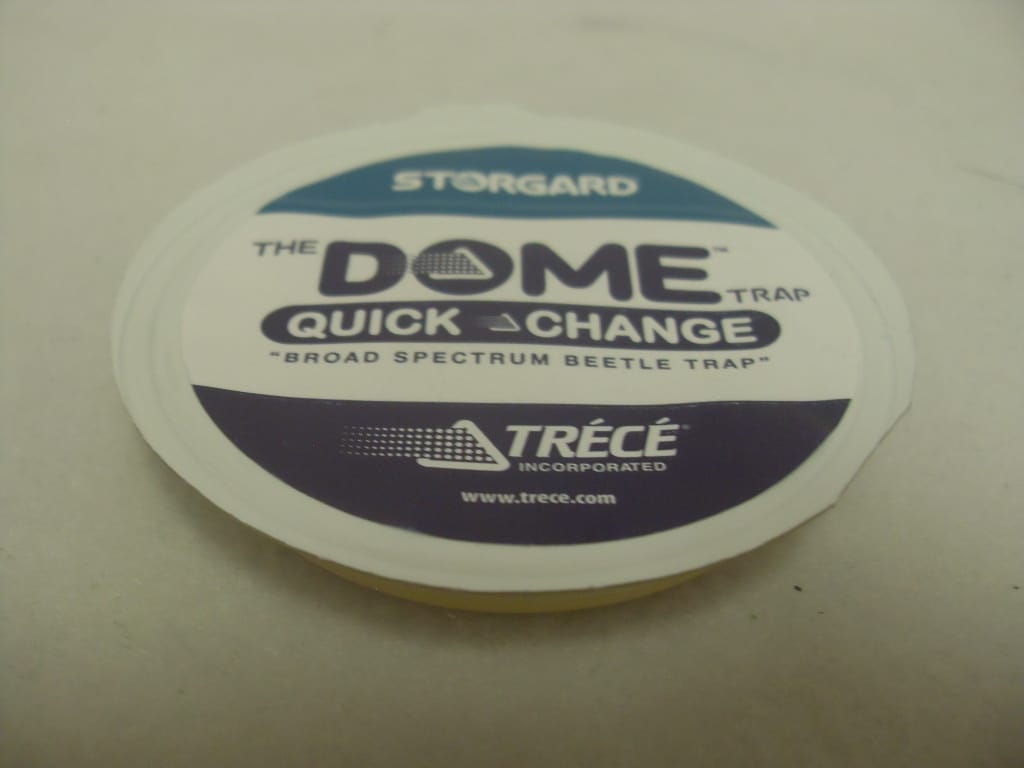 STORGARD
THE DOME™ TRAP
QUICK CHANGE
"BROAD SPECTRUM BEETLE TRAP"
TRÉCÉ®
INCORPORATED
www.trece.com